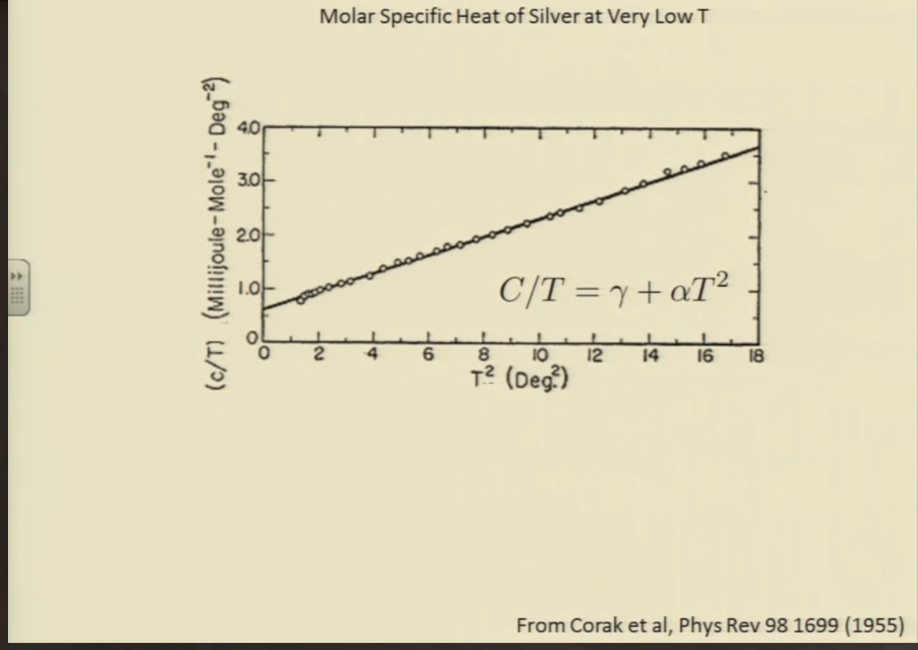 Molar Specific Heat of Silver at Very Low T
(C/T) (Millijoule-Mole⁻¹-Deg⁻²)
4.0
3.0
2.0
1.0
0
C/T = γ + αT²
0 2 4 6 8 10 12 14 16 18
T² (Deg.²)
From Corak et al, Phys Rev 98 1699 (1955)